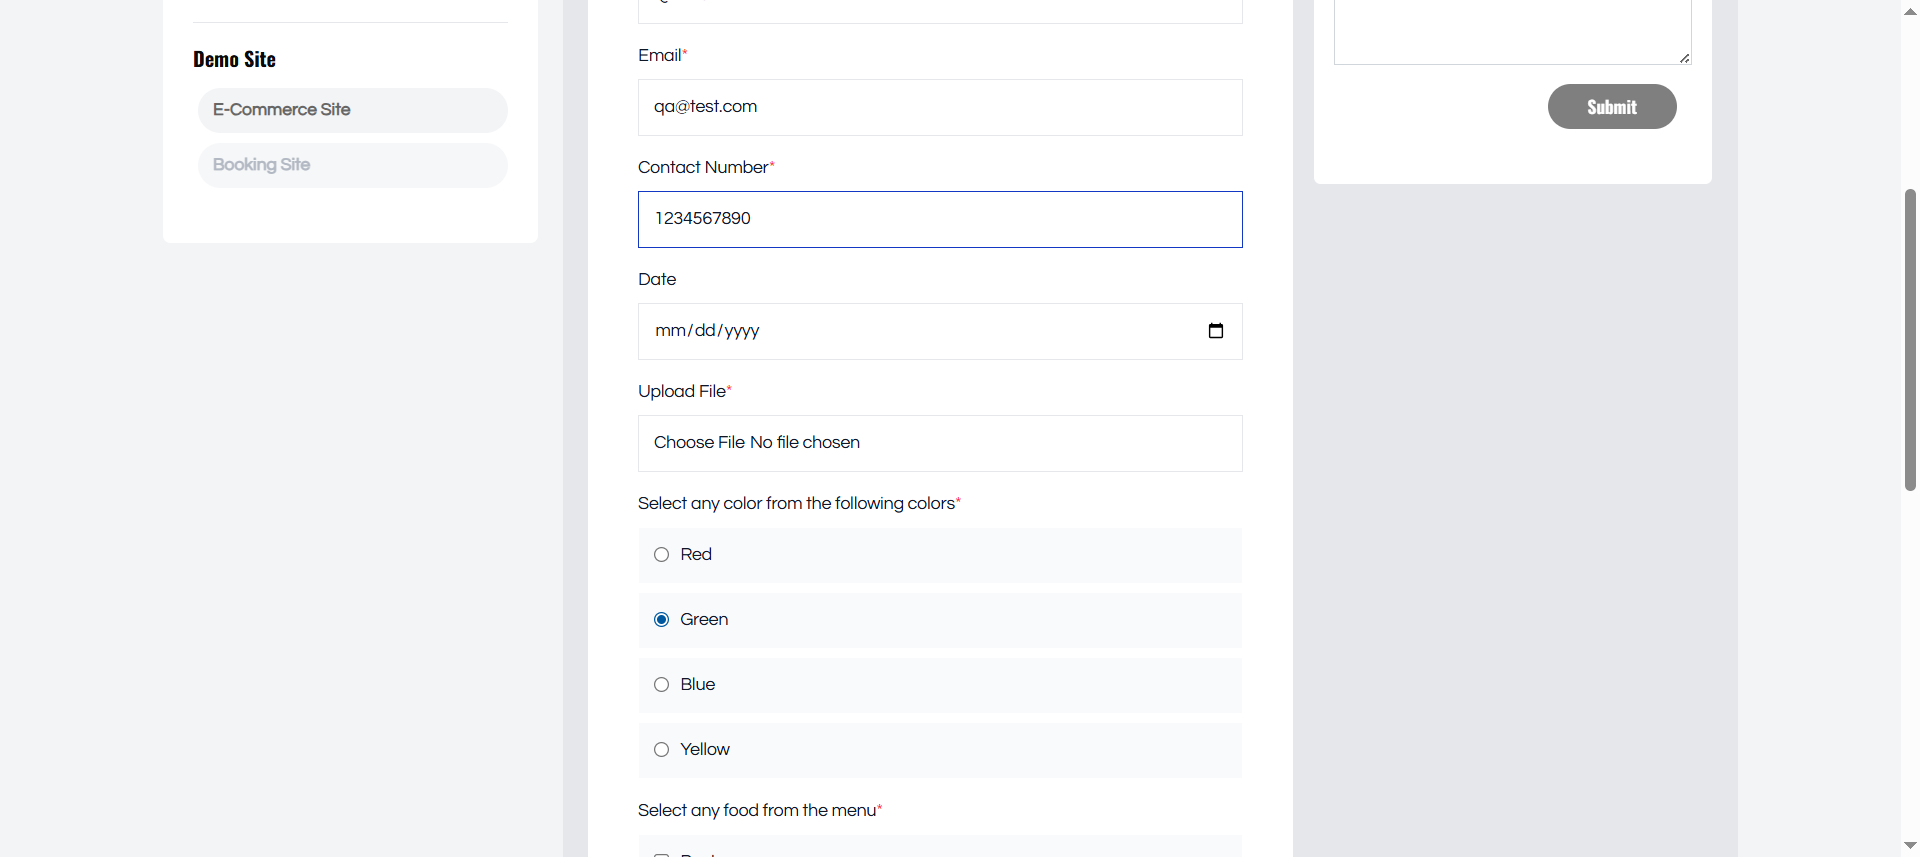 Demo Site
E-Commerce Site
Booking Site
Email*
qa@test.com
Contact Number*
1234567890
Date
mm/dd/yyyy
Upload File*
Choose File No file chosen
Select any color from the following colors*
Red
Green
Blue
Yellow
Select any food from the menu*
Submit